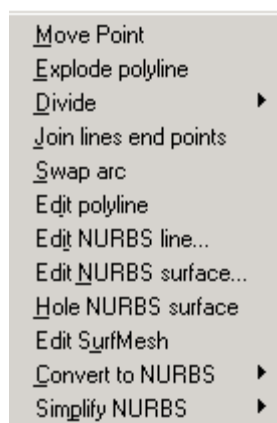 Move Point
Explode polyline
Divide
Join lines end points
Swap arc
Edit polyline
Edit NURBS line...
Edit NURBS surface...
Hole NURBS surface
Edit SurfMesh
Convert to NURBS
Simplify NURBS